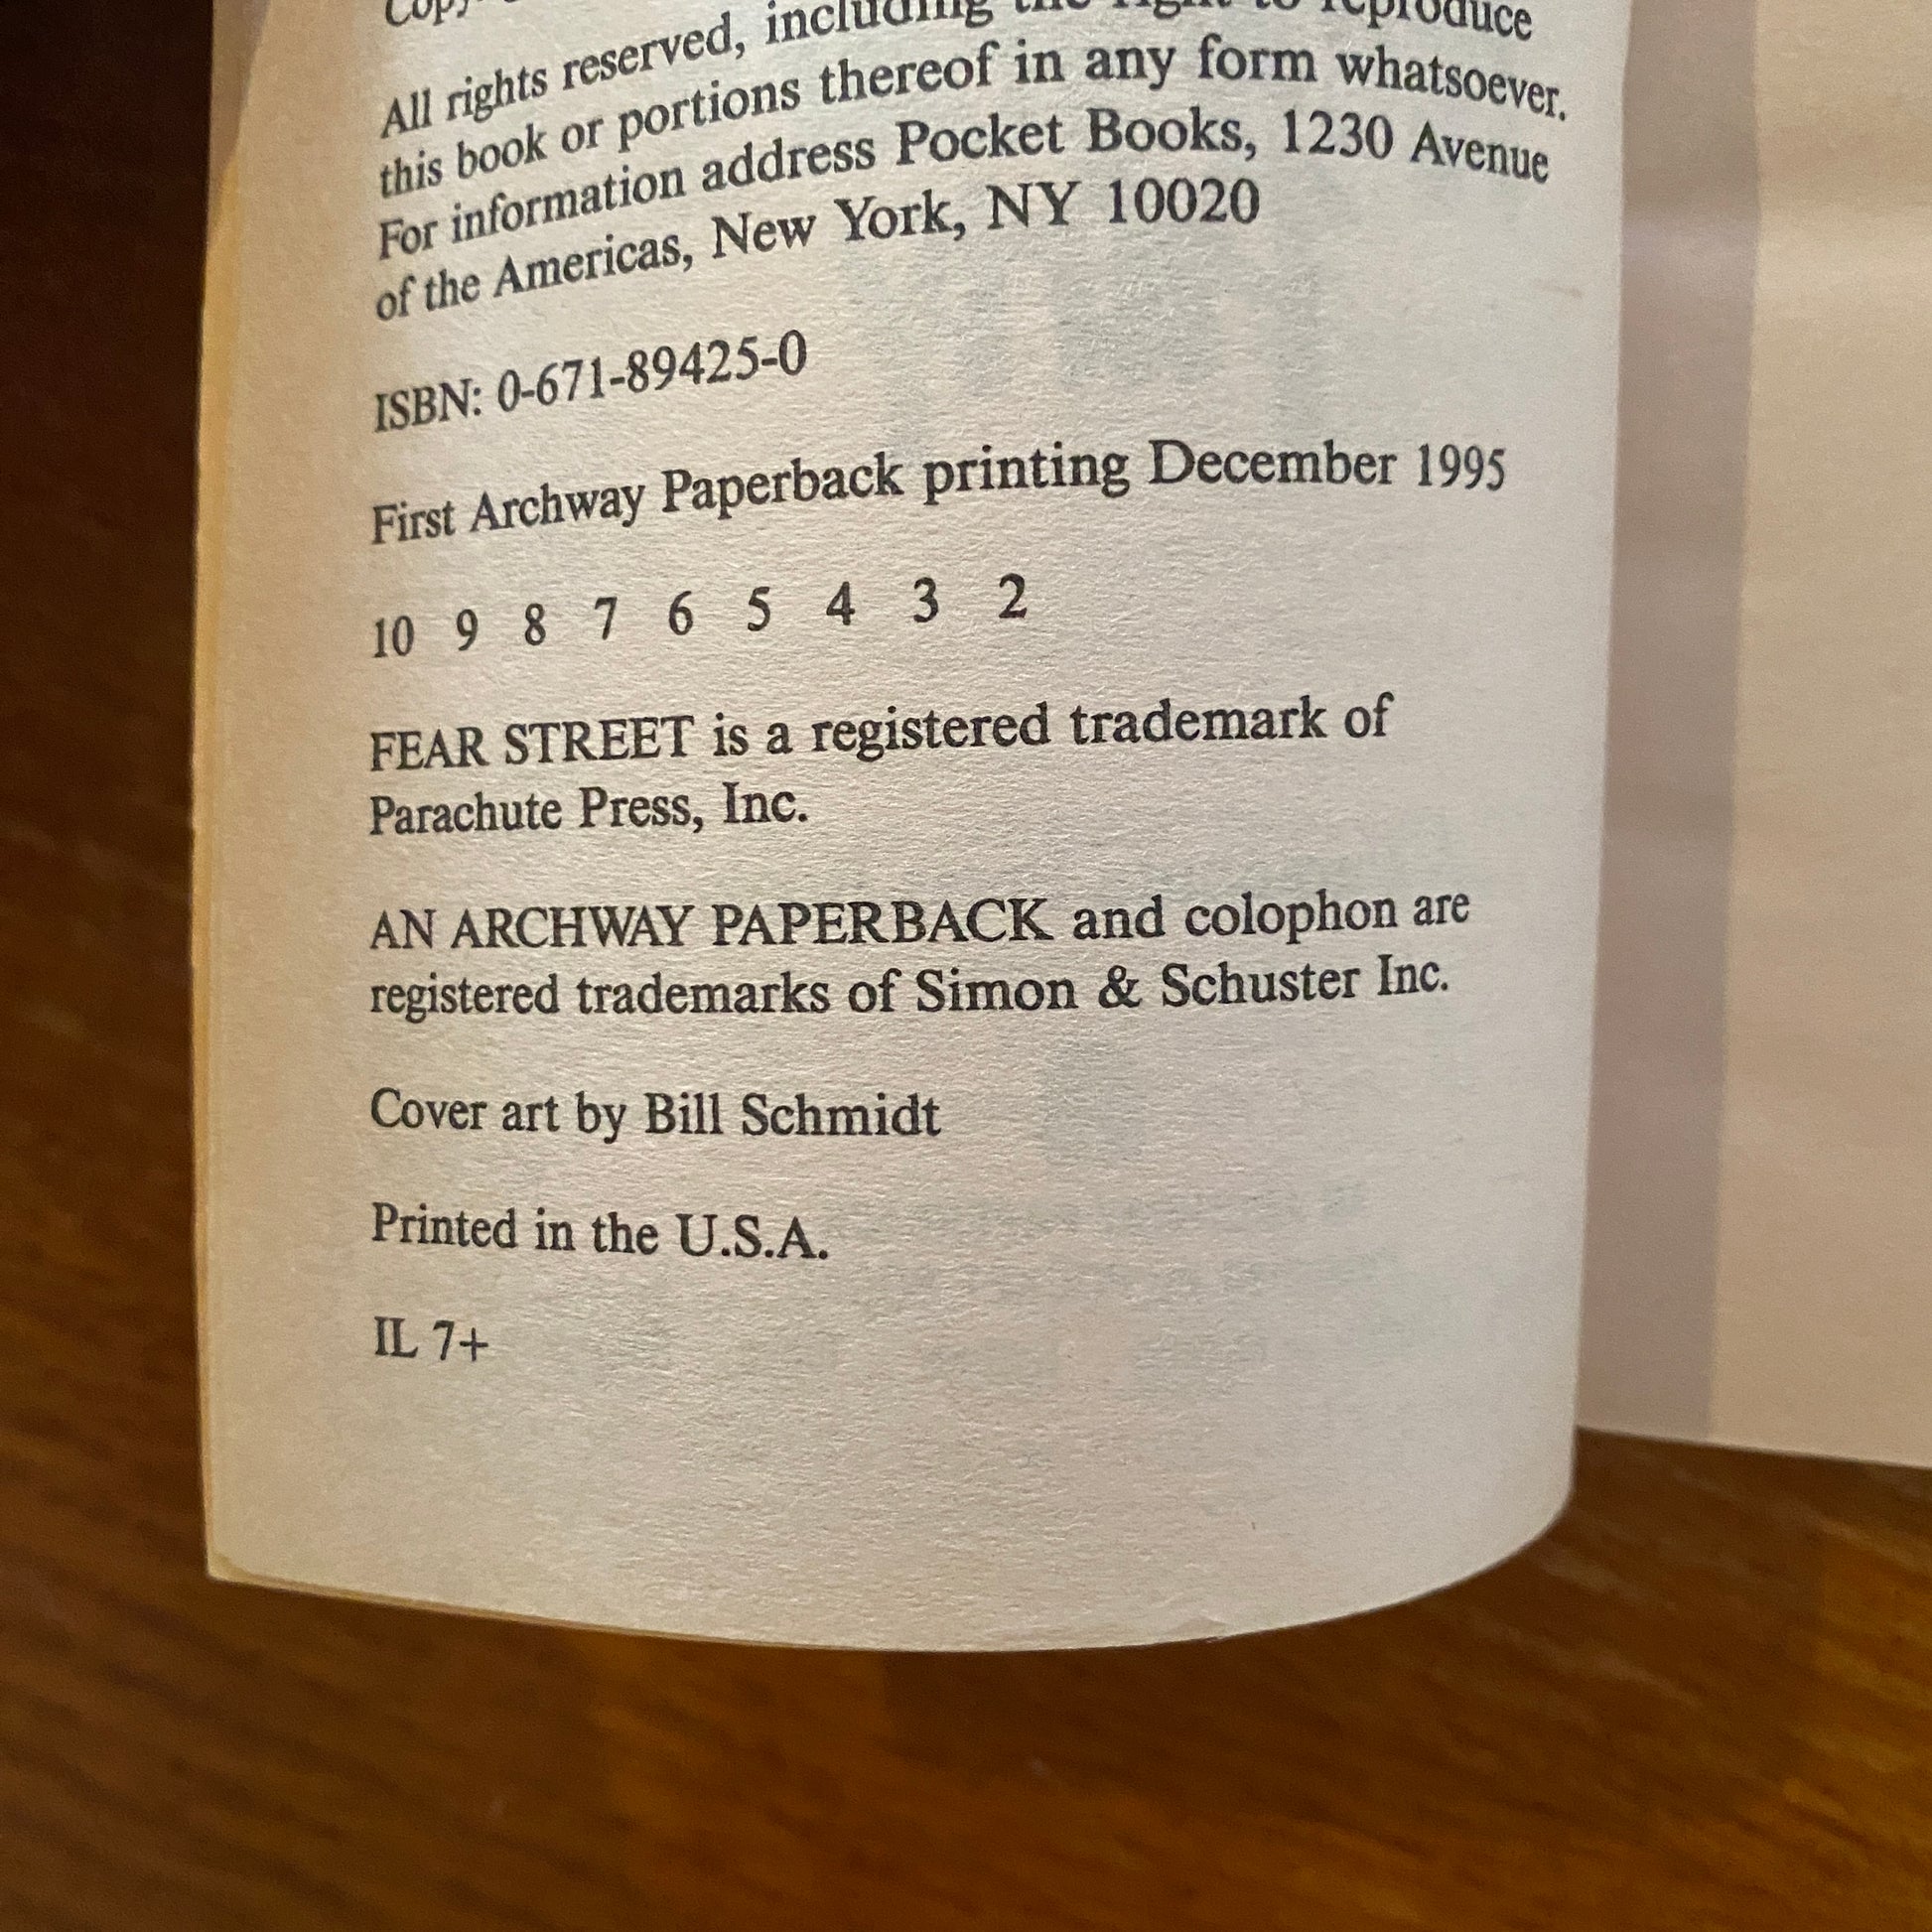 All rights reserved, including the right to reproduce
this book or portions thereof in any form whatsoever.
For information address Pocket Books, 1230 Avenue
of the Americas, New York, NY 10020
ISBN: 0-671-89425-0
First Archway Paperback printing December 1995
10 9 8 7 6 5 4 3 2
FEAR STREET is a registered trademark of
Parachute Press, Inc.
AN ARCHWAY PAPERBACK and colophon are
registered trademarks of Simon & Schuster Inc.
Cover art by Bill Schmidt
Printed in the U.S.A.
IL 7+